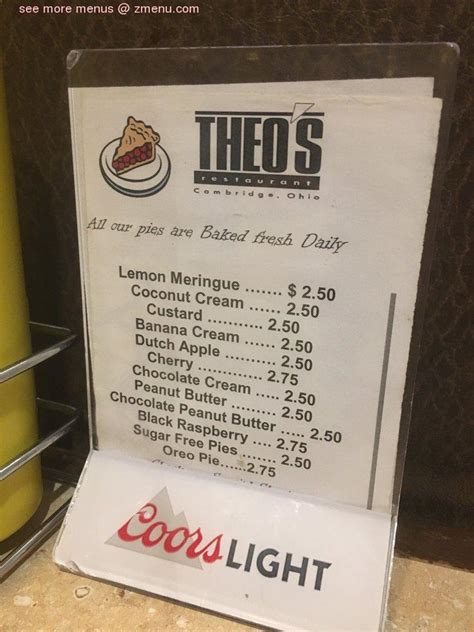 see more menus @ zmenu.com
THEO'S
restaurant
Cambridge, Ohio
All our pies are Baked fresh Daily
Lemon Meringue ....... $ 2.50
Coconut Cream ...... 2.50
Custard ............ 2.50
Banana Cream ...... 2.50
Dutch Apple ........ 2.50
Cherry .............. 2.75
Chocolate Cream ..... 2.50
Peanut Butter .......... 2.50
Chocolate Peanut Butter ..... 2.50
Black Raspberry .... 2.75
Sugar Free Pies ....... 2.50
Oreo Pie.....2.75
Coors LIGHT